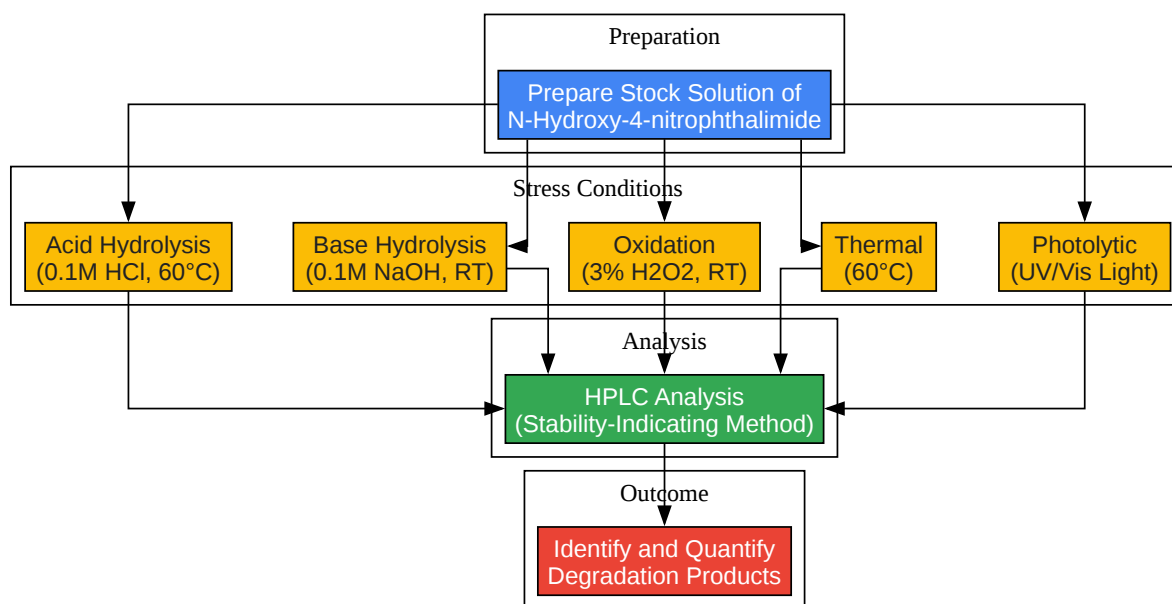 Preparation
Prepare Stock Solution of
N-Hydroxy-4-nitrophthalimide
Stress Conditions
Acid Hydrolysis
(0.1M HCl, 60°C)
Base Hydrolysis
(0.1M NaOH, RT)
Oxidation
(3% H2O2, RT)
Thermal
(60°C)
Photolytic
(UV/Vis Light)
Analysis
HPLC Analysis
(Stability-Indicating Method)
Outcome
Identify and Quantify
Degradation Products